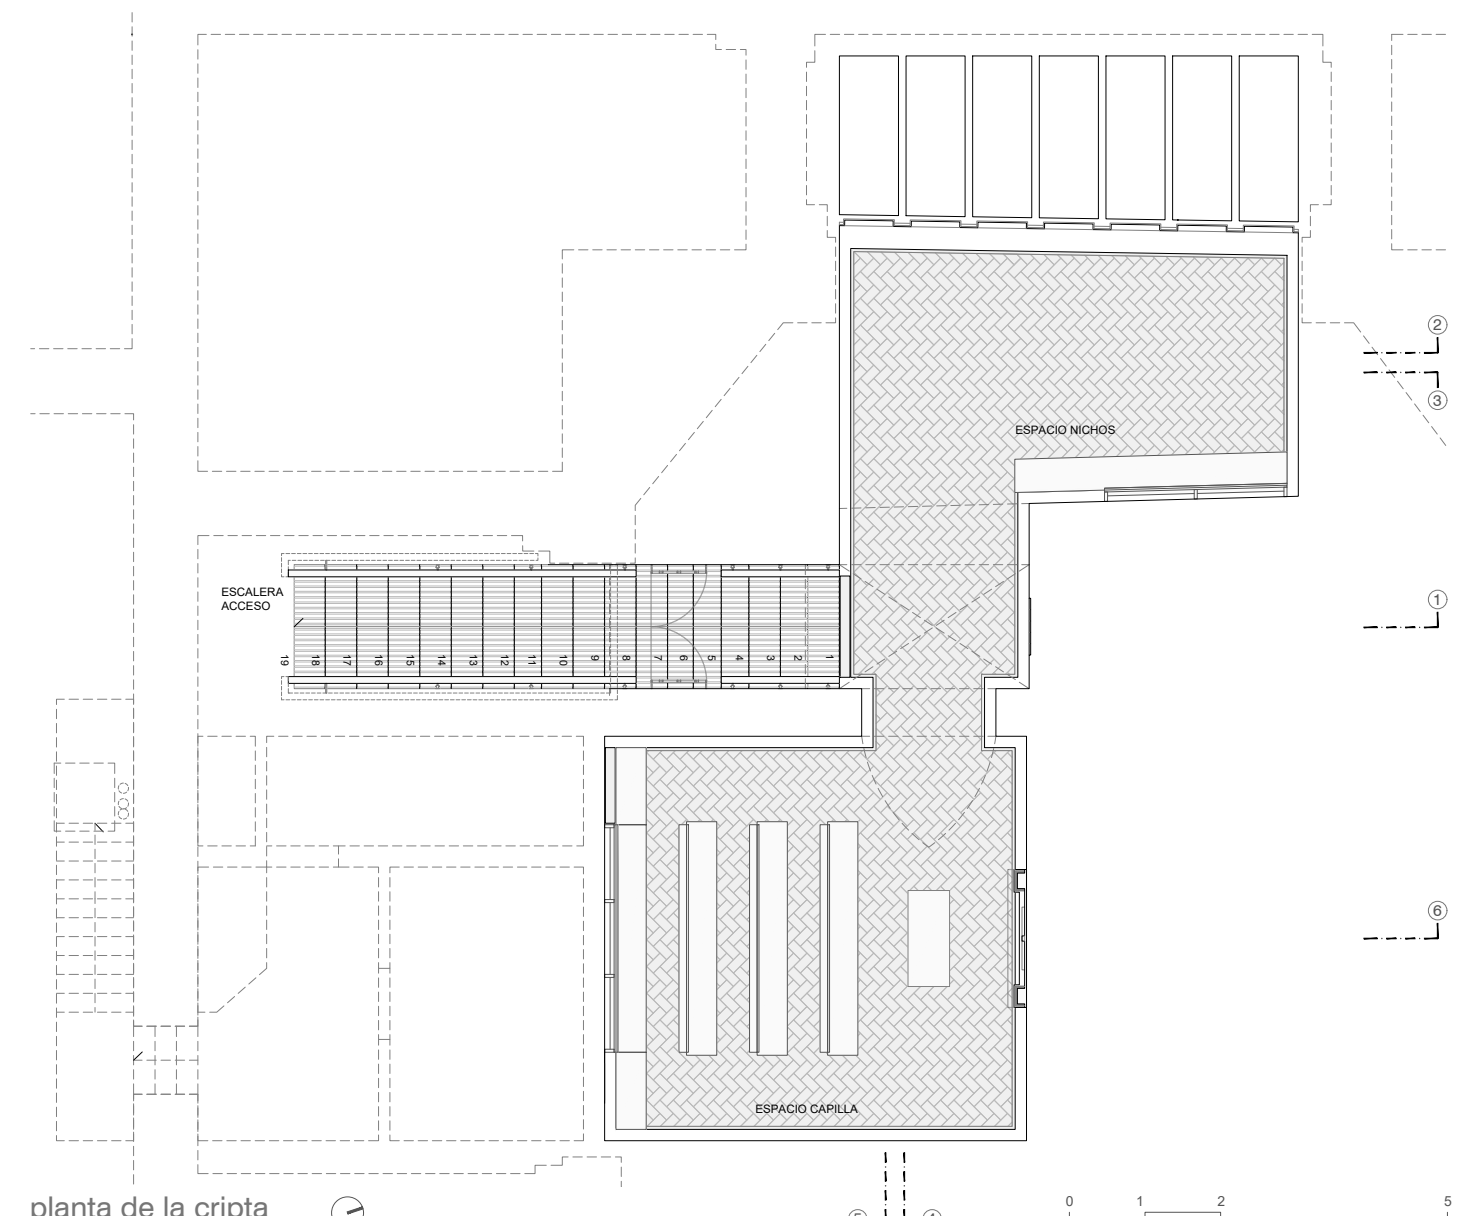 ②
③
ESPACIO NICHOS
ESCALERA
ACCESO
①
19 18 17 16 15 14 13 12 11 10 9 8 7 6 5 4 3 2 1
⑥
ESPACIO CAPILLA
planta de la cripta
⑤ ④
0 1 2 5